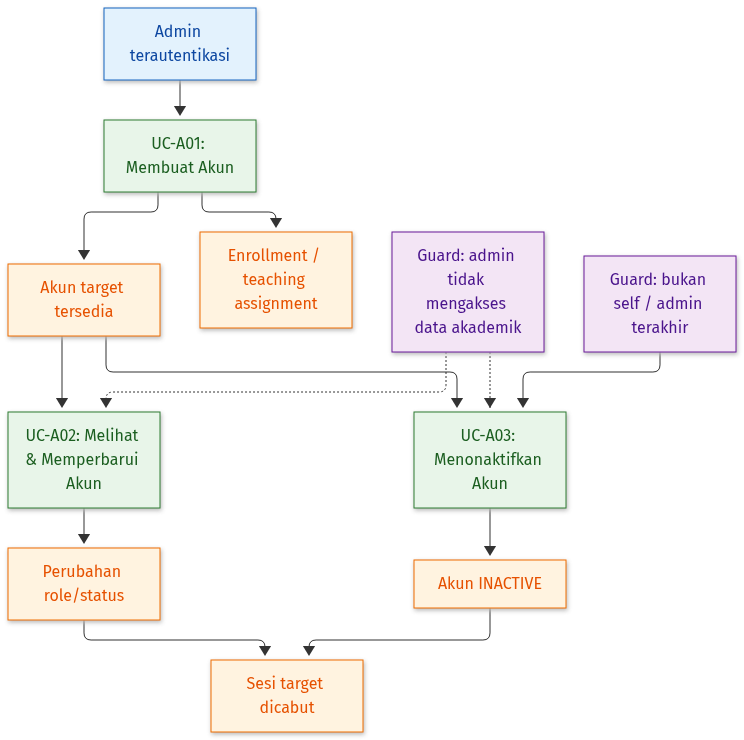 Admin
terautentikasi
UC-A01:
Membuat Akun
Akun target
tersedia
Enrollment /
teaching
assignment
Guard: admin
tidak
mengakses
data akademik
Guard: bukan
self / admin
terakhir
UC-A02: Melihat
& Memperbarui
Akun
UC-A03:
Menonaktifkan
Akun
Perubahan
role/status
Akun INACTIVE
Sesi target
dicabut